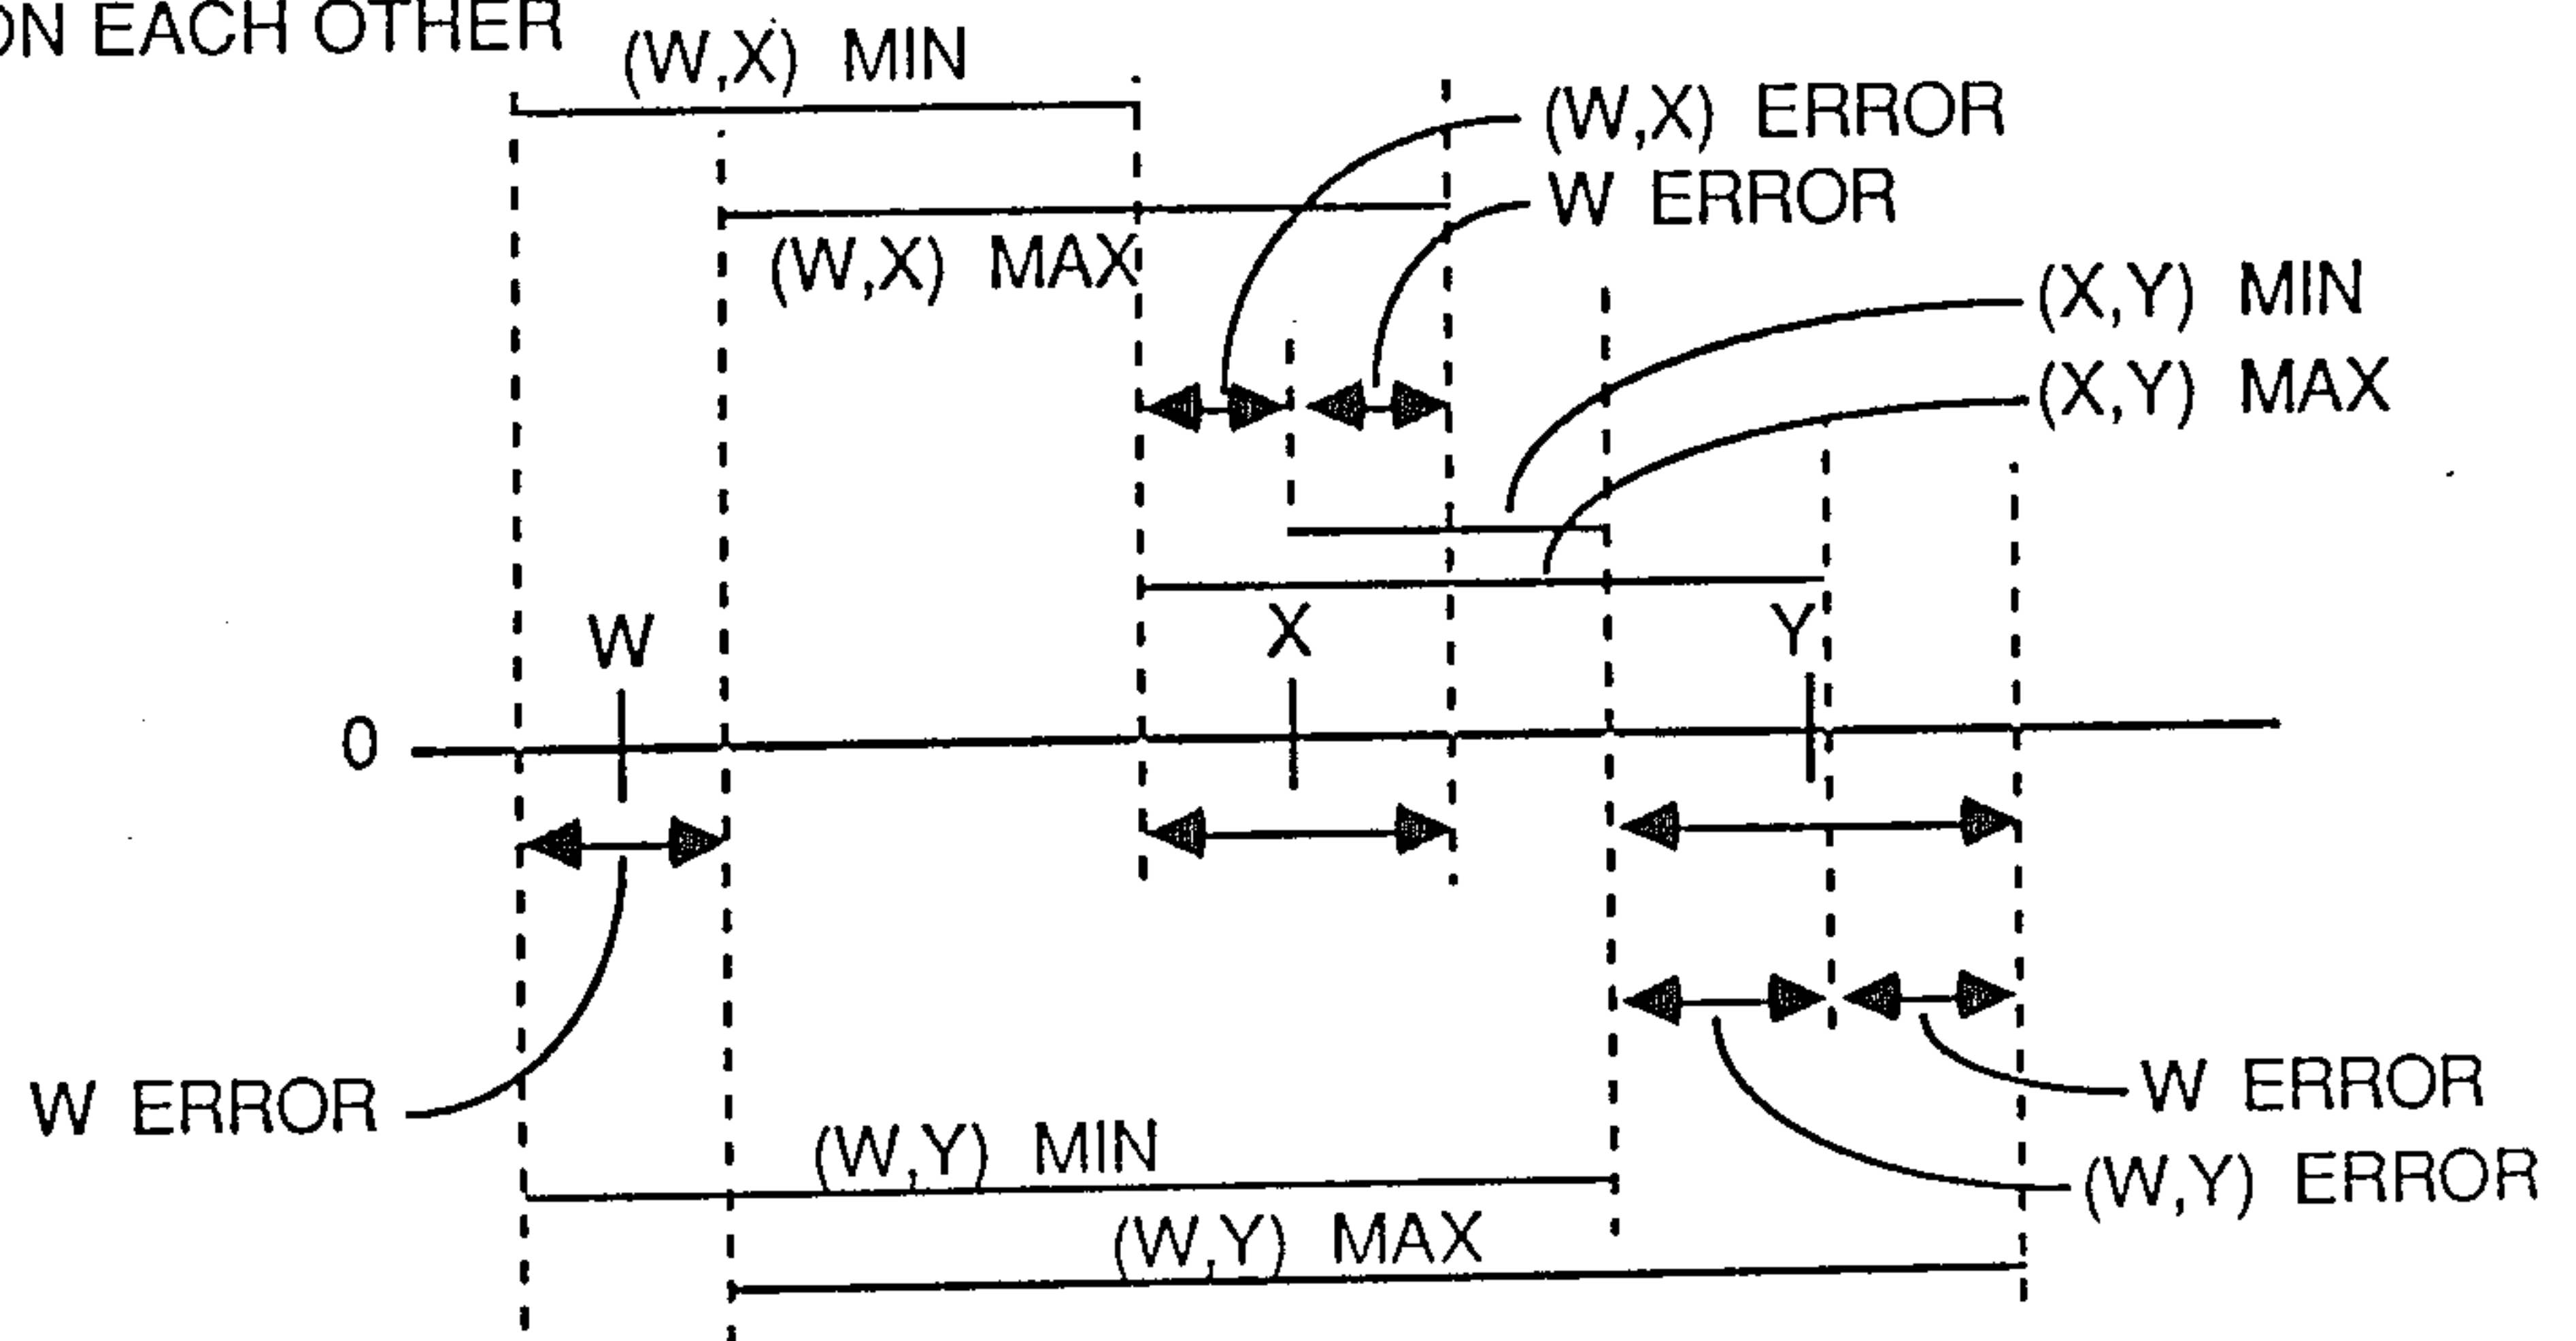 ON EACH OTHER
(W,X) MIN
(W,X) ERROR
W ERROR
(W,X) MAX
(X,Y) MIN
(X,Y) MAX
W
X
Y
0
W ERROR
W ERROR
(W,Y) MIN
(W,Y) ERROR
(W,Y) MAX